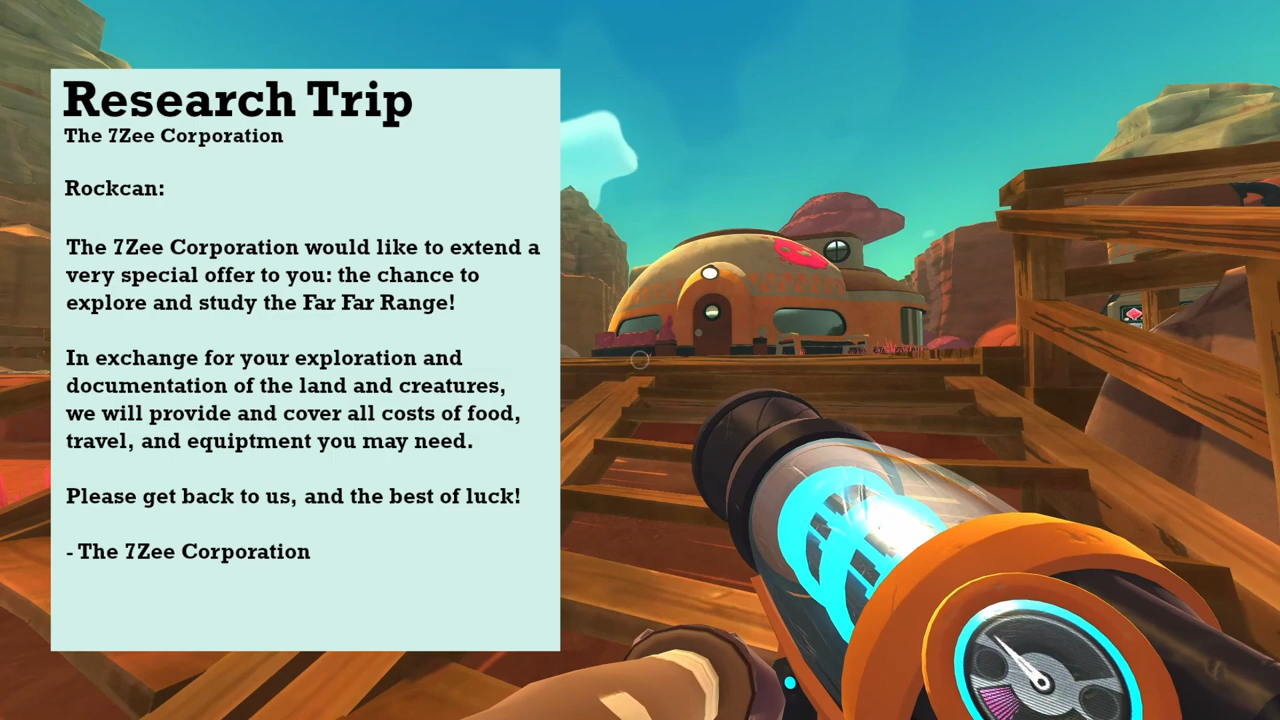 Research Trip
The 7Zee Corporation
Rockcan:
The 7Zee Corporation would like to extend a
very special offer to you: the chance to
explore and study the Far Far Range!
In exchange for your exploration and
documentation of the land and creatures,
we will provide and cover all costs of food,
travel, and equiptment you may need.
Please get back to us, and the best of luck!
- The 7Zee Corporation